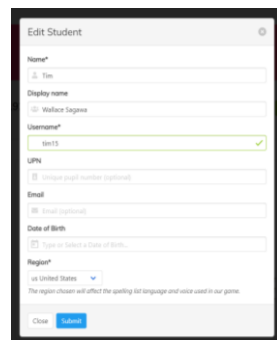 Edit Student
Name*
Tim
Display name
Wallace Sagawa
Username*
tim15
UPN
Unique pupil number (optional)
Email
Email (optional)
Date of Birth
Type or Select a Date of Birth...
Region*
us United States
The region chosen will affect the spelling list language and voice used in our game.
Close Submit